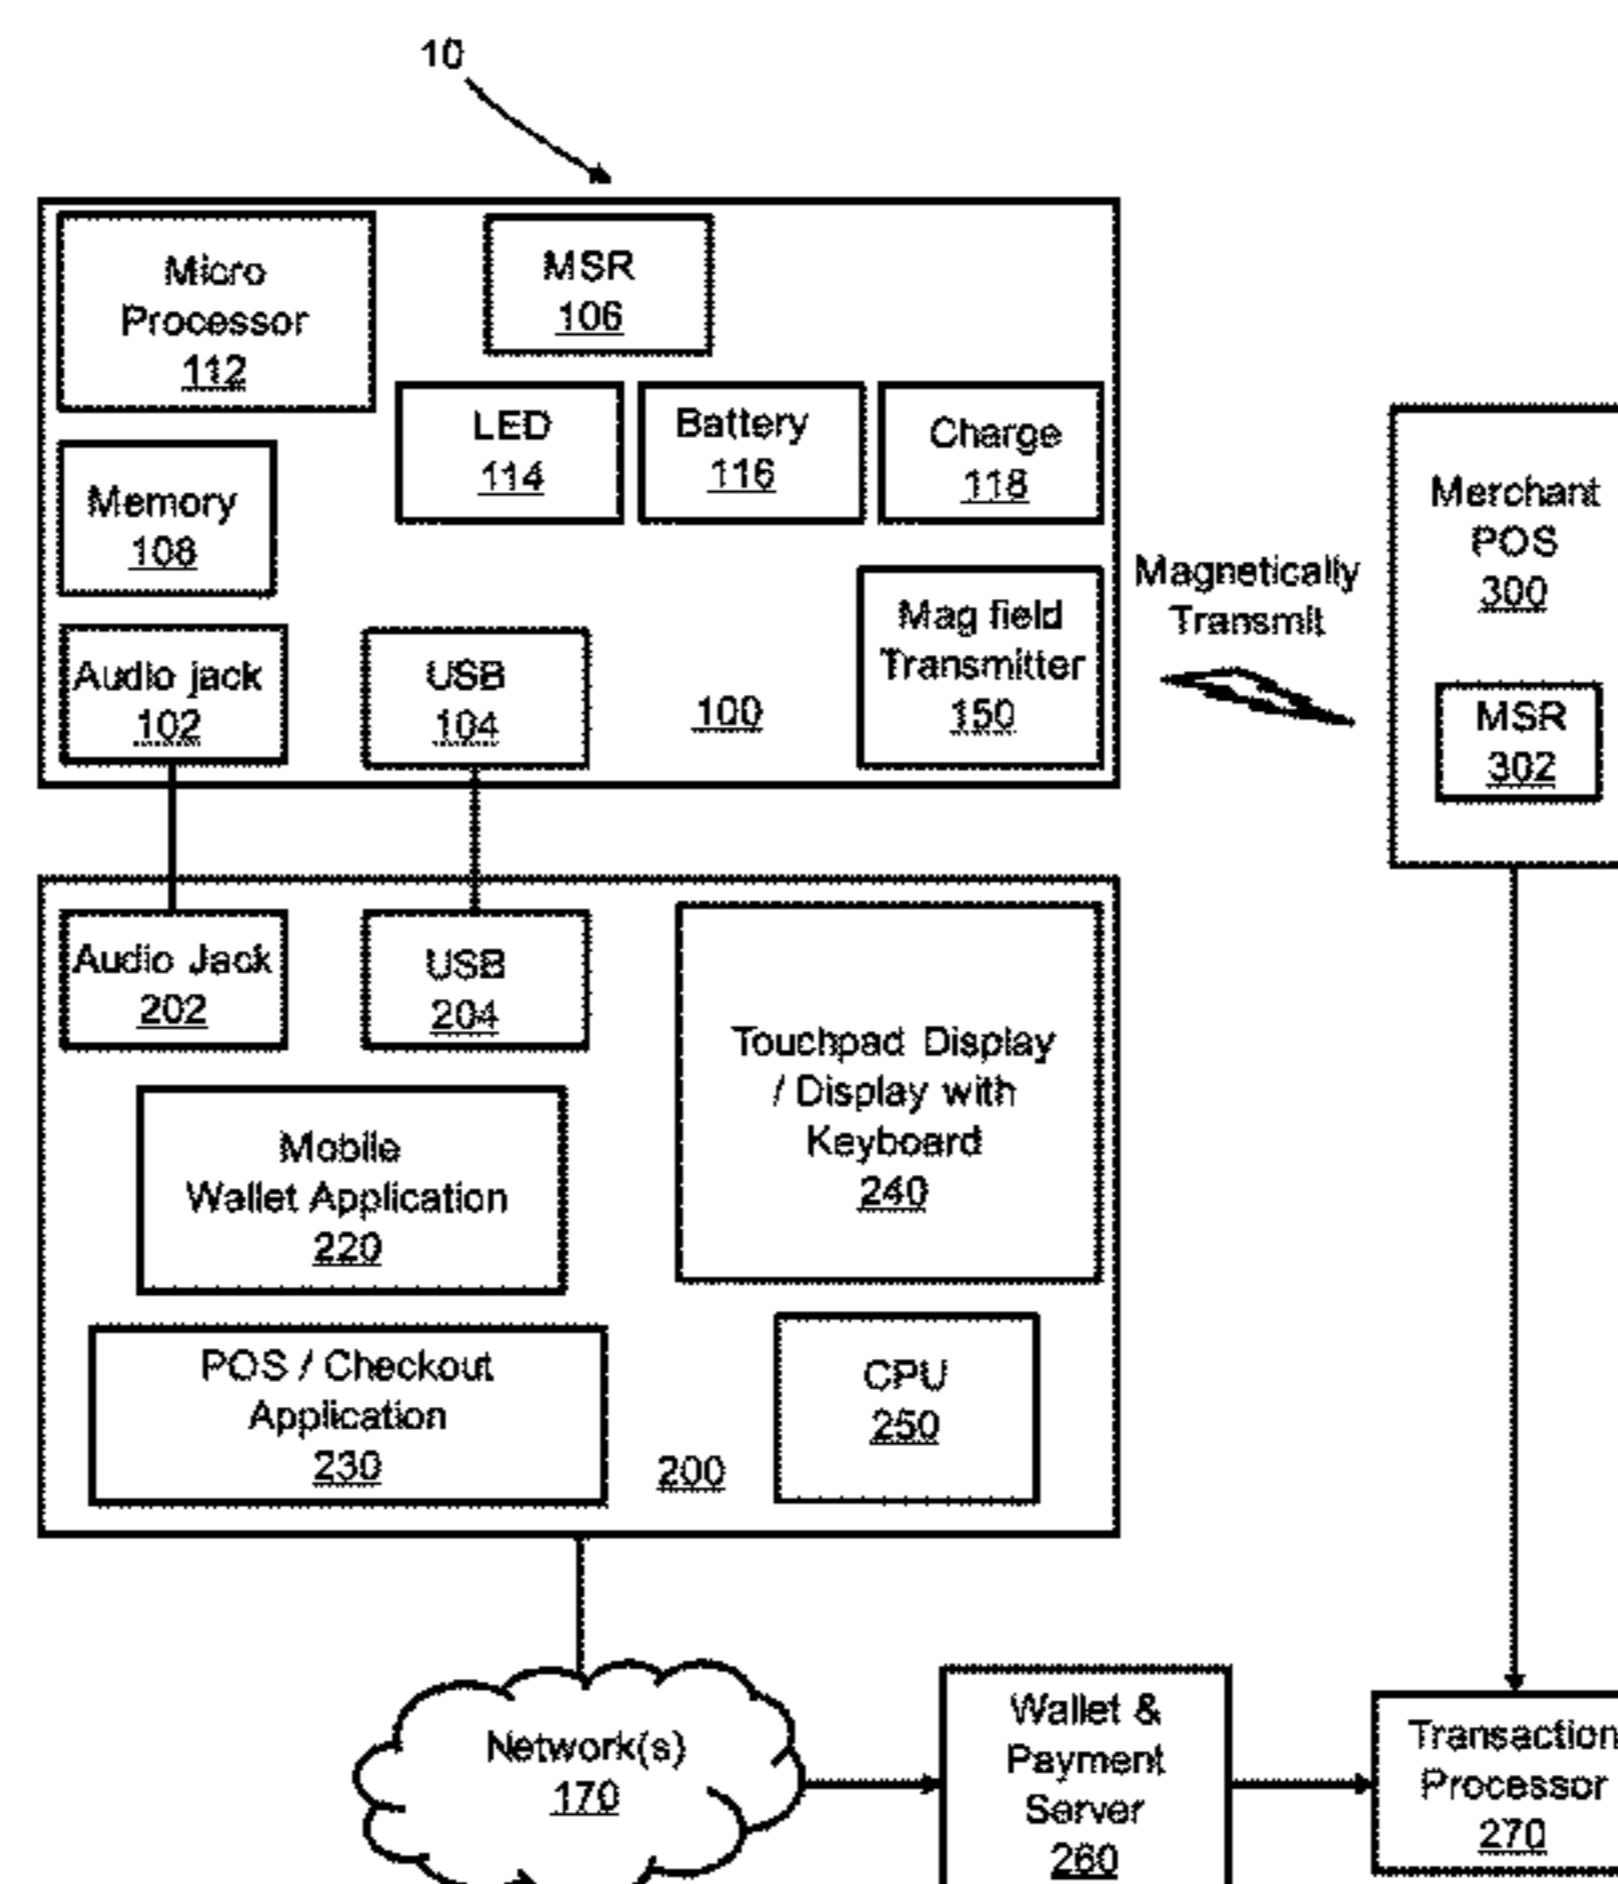 10
Micro
Processor
112
MSR
106
LED
114
Battery
116
Charge
118
Memory
108
Audio jack
102
USB
104
100
Mag field
Transmitter
150
Magnetically
Transmit
Merchant
POS
300
MSR
302
Audio Jack
202
USB
204
Touchpad Display
/ Display with
Keyboard
240
Mobile
Wallet Application
220
POS / Checkout
Application
230
200
CPU
250
Network(s)
170
Wallet &
Payment
Server
260
Transaction
Processor
270